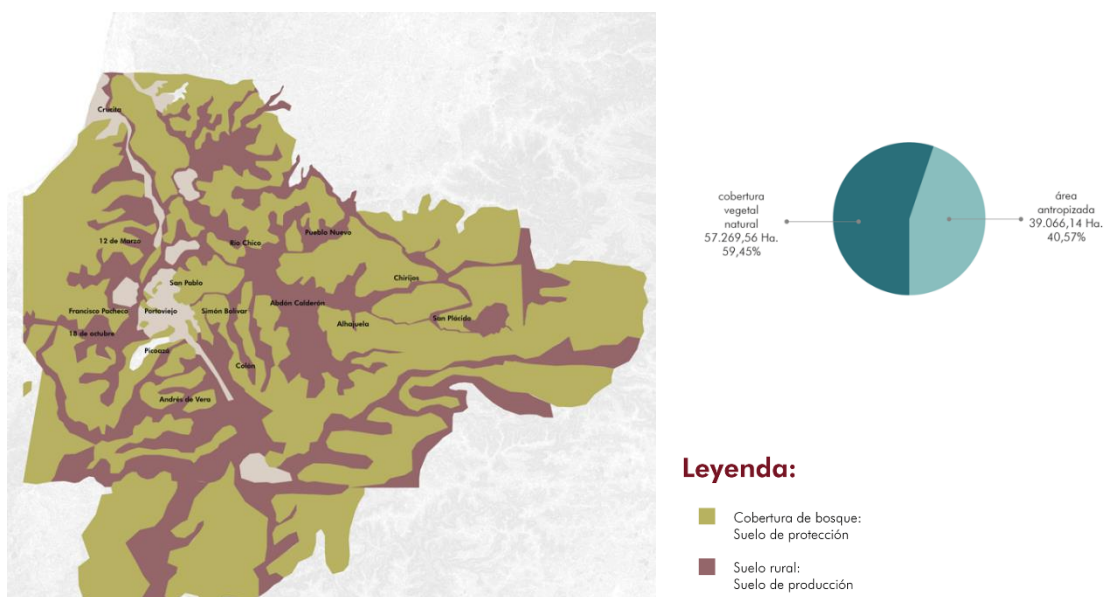 Crucita
12 de Marzo
Rio Chico
Pueblo Nuevo
San Pablo
Chirijos
Francisco Pacheco
Portoviejo
Simón Bolívar
Abdón Calderón
Alhajuela
San Plácido
18 de octubre
Picoazá
Colón
Andrés de Vera
cobertura
vegetal
natural
57.269,56 Ha.
59,45%
área
antropizada
39.066,14 Ha.
40,57%
Leyenda:
Cobertura de bosque:
Suelo de protección
Suelo rural:
Suelo de producción